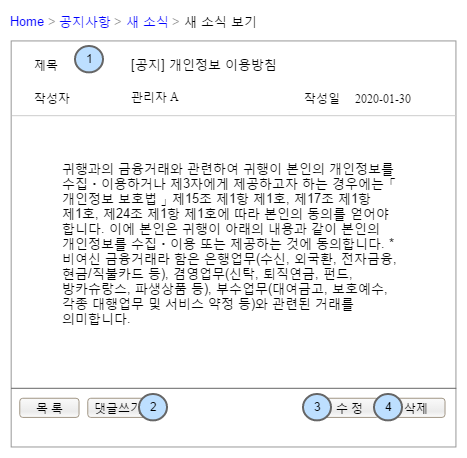 Home > 공지사항 > 새 소식 > 새 소식 보기
제목 1 [공지] 개인정보 이용방침
작성자 관리자 A 작성일 2020-01-30
귀행과의 금융거래와 관련하여 귀행이 본인의 개인정보를
수집・이용하거나 제3자에게 제공하고자 하는 경우에는「
개인정보 보호법 」제15조 제1항 제1호, 제17조 제1항
제1호, 제24조 제1항 제1호에 따라 본인의 동의를 얻어야
합니다. 이에 본인은 귀행이 아래의 내용과 같이 본인의
개인정보를 수집・이용 또는 제공하는 것에 동의합니다. *
비여신 금융거래라 함은 은행업무(수신, 외국환, 전자금융,
현금/직불카드 등), 겸영업무(신탁, 퇴직연금, 펀드,
방카슈랑스, 파생상품 등), 부수업무(대여금고, 보호예수,
각종 대행업무 및 서비스 약정 등)와 관련된 거래를
의미합니다.
목 록 댓글쓰기 2 3 수 정 4 삭제